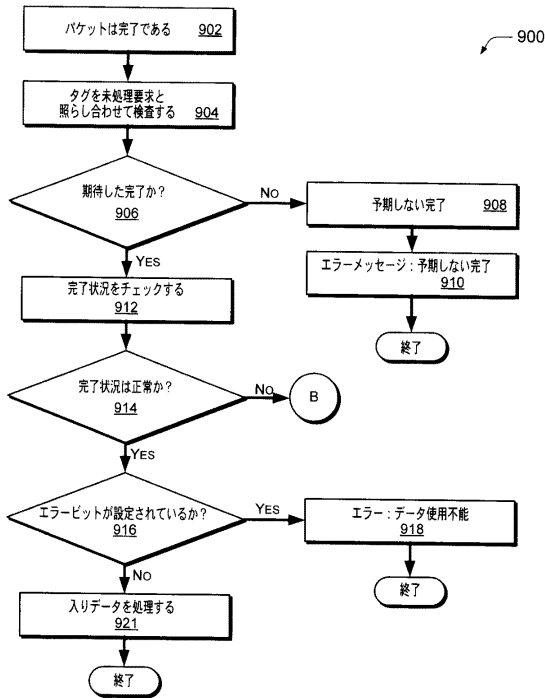 900
パケットは完了である 902
タグを未処理要求と
照らし合わせて検査する 904
期待した完了か?
906
NO
YES
予期しない完了 908
エラーメッセージ:予期しない完了
910
終了
完了状況をチェックする
912
完了状況は正常か?
914
NO
B
YES
エラービットが設定されているか?
916
YES
エラー:データ使用不能
918
終了
NO
入りデータを処理する
921
終了